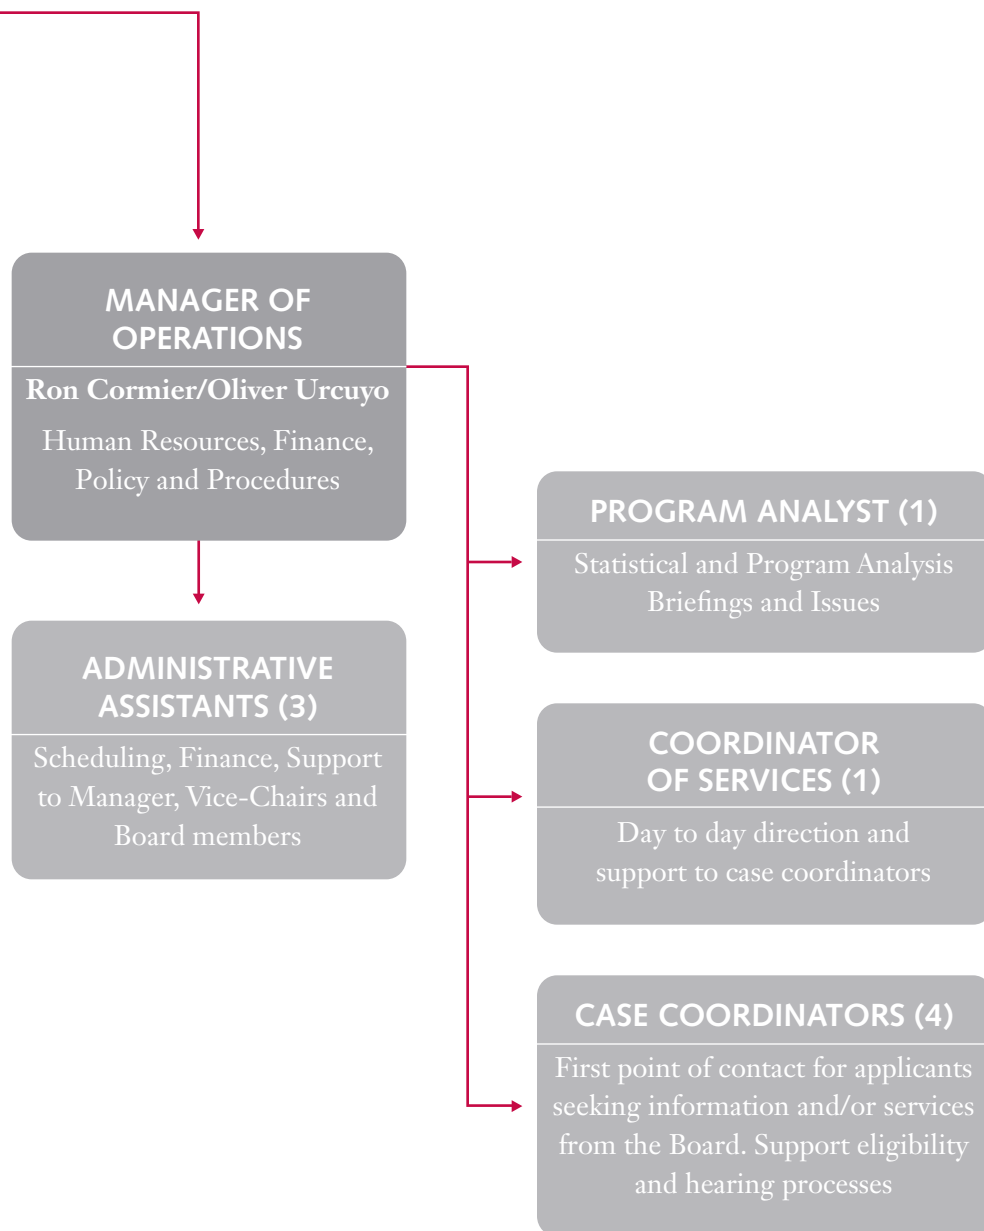 MANAGER OF
OPERATIONS
Ron Cormier/Oliver Urcuyo
Human Resources, Finance,
Policy and Procedures
ADMINISTRATIVE
ASSISTANTS (3)
Scheduling, Finance, Support
to Manager, Vice-Chairs and
Board members
PROGRAM ANALYST (1)
Statistical and Program Analysis
Briefings and Issues
COORDINATOR
OF SERVICES (1)
Day to day direction and
support to case coordinators
CASE COORDINATORS (4)
First point of contact for applicants
seeking information and/or services
from the Board. Support eligibility
and hearing processes